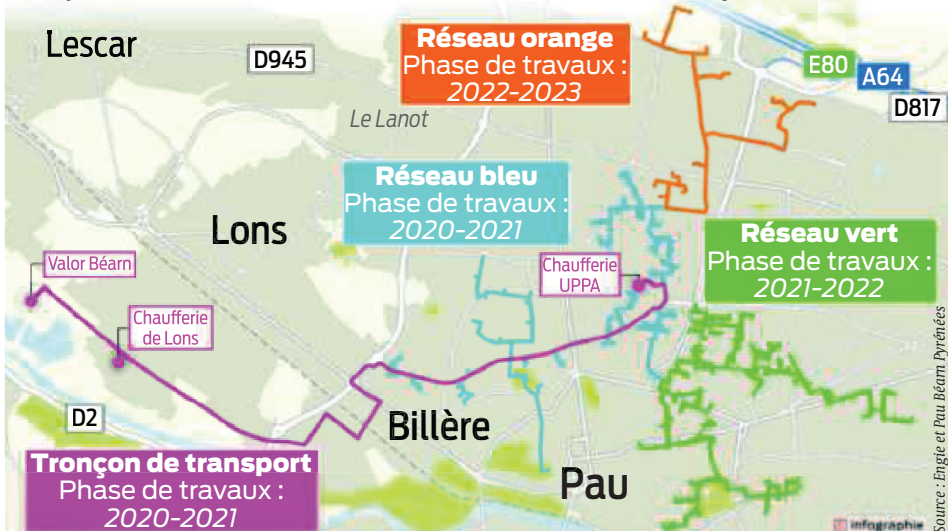 Lescar
D945
Réseau orange
Phase de travaux :
2022-2023
E80
A64
D817
Le Lanot
Réseau bleu
Phase de travaux :
2020-2021
Lons
Réseau vert
Phase de travaux :
2021-2022
Valor Béarn
Chaufferie
UPPA
Chaufferie
de Lons
D2
Billère
Pau
Tronçon de transport
Phase de travaux :
2020-2021
Source : Engie et Pau Béarn Pyrénées
infographie